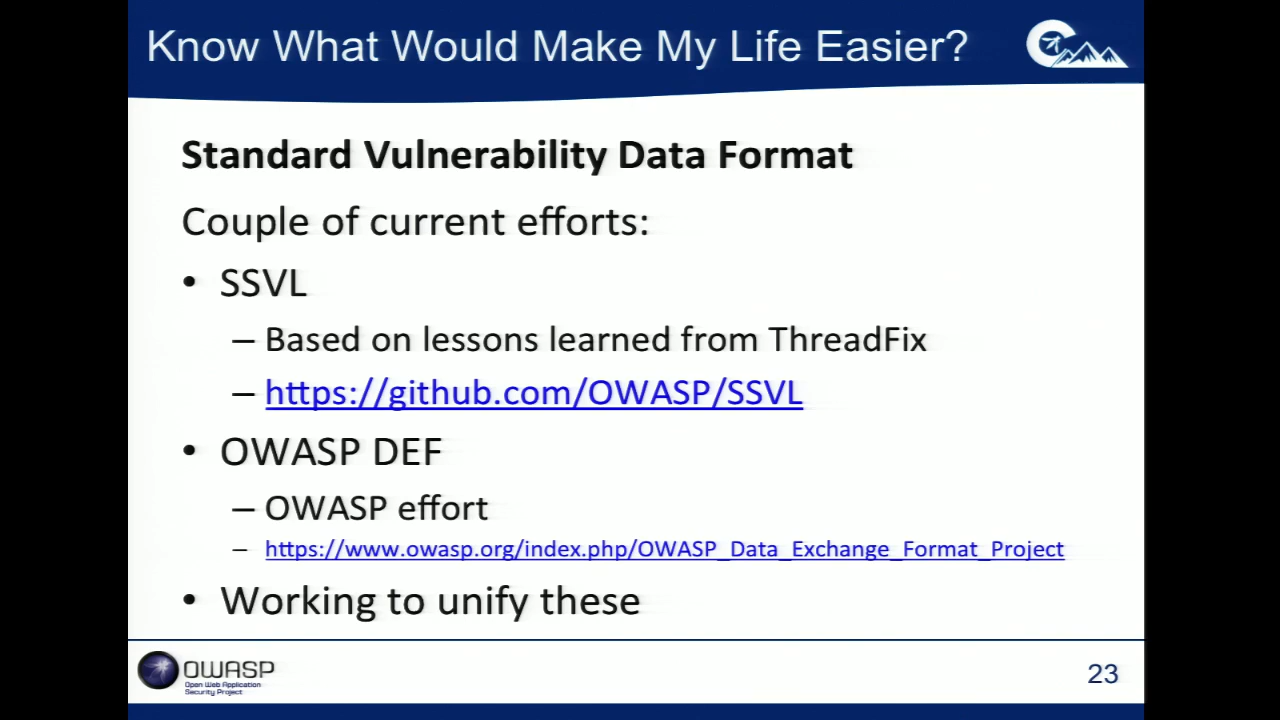 Know What Would Make My Life Easier?
Standard Vulnerability Data Format
Couple of current efforts:
• SSVL
– Based on lessons learned from ThreadFix
– https://github.com/OWASP/SSVL
• OWASP DEF
– OWASP effort
– https://www.owasp.org/index.php/OWASP_Data_Exchange_Format_Project
• Working to unify these
OWASP
Open Web Application
Security Project
23